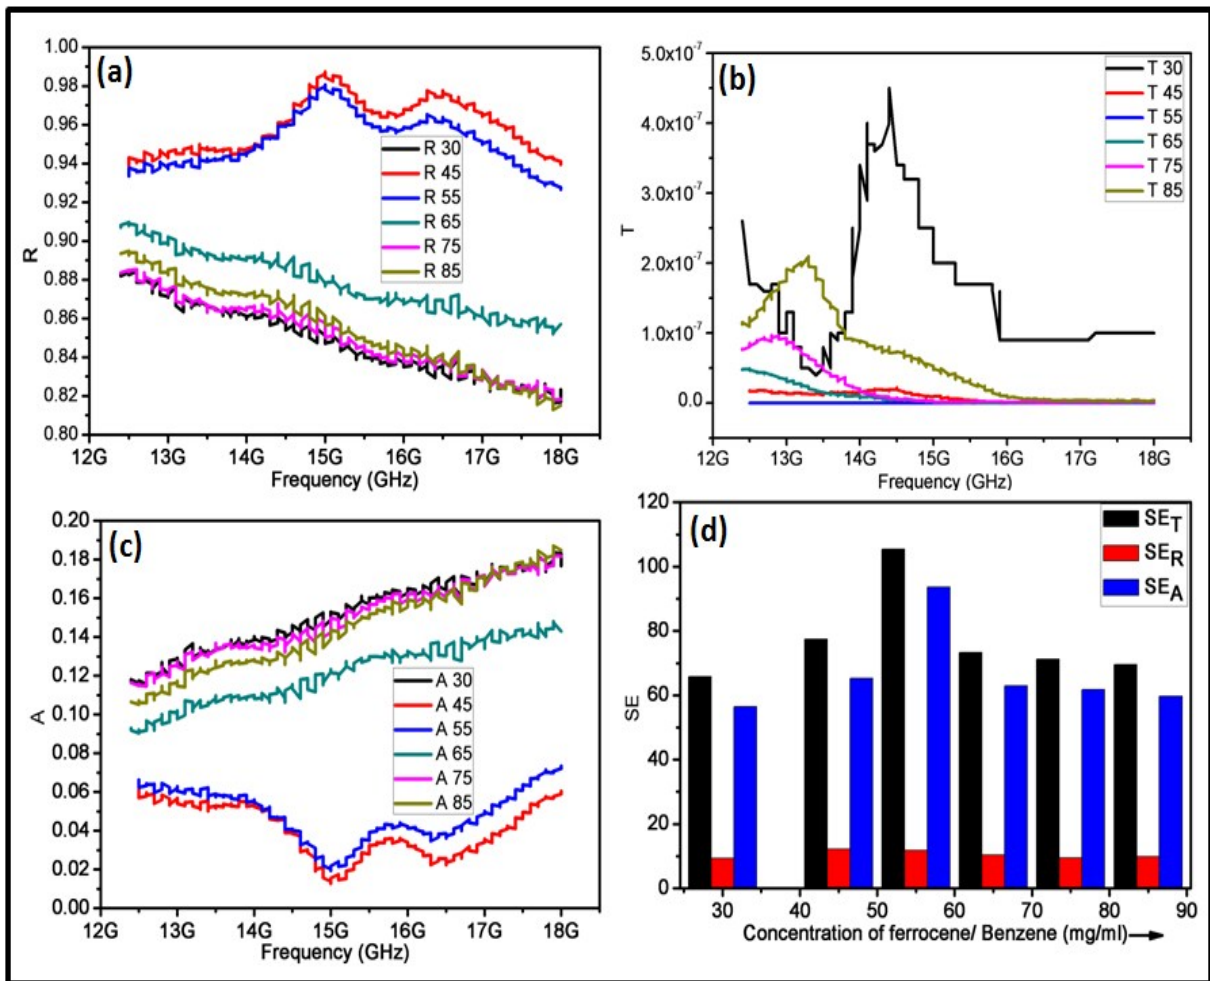 (a)
R
1.00
0.98
0.96
0.94
0.92
0.90
0.88
0.86
0.84
0.82
0.80
12G 13G 14G 15G 16G 17G 18G
Frequency (GHz)
R 30
R 45
R 55
R 65
R 75
R 85
(b)
T
5.0x10-7
4.0x10-7
3.0x10-7
2.0x10-7
1.0x10-7
0.0
12G 13G 14G 15G 16G 17G 18G
Frequency (GHz)
T 30
T 45
T 55
T 65
T 75
T 85
(c)
A
0.20
0.18
0.16
0.14
0.12
0.10
0.08
0.06
0.04
0.02
0.00
12G 13G 14G 15G 16G 17G 18G
Frequency (GHz)
A 30
A 45
A 55
A 65
A 75
A 85
(d)
SE
120
100
80
60
40
20
0
30 40 50 60 70 80 90
Concentration of ferrocene/ Benzene (mg/ml)
SET
SER
SEA